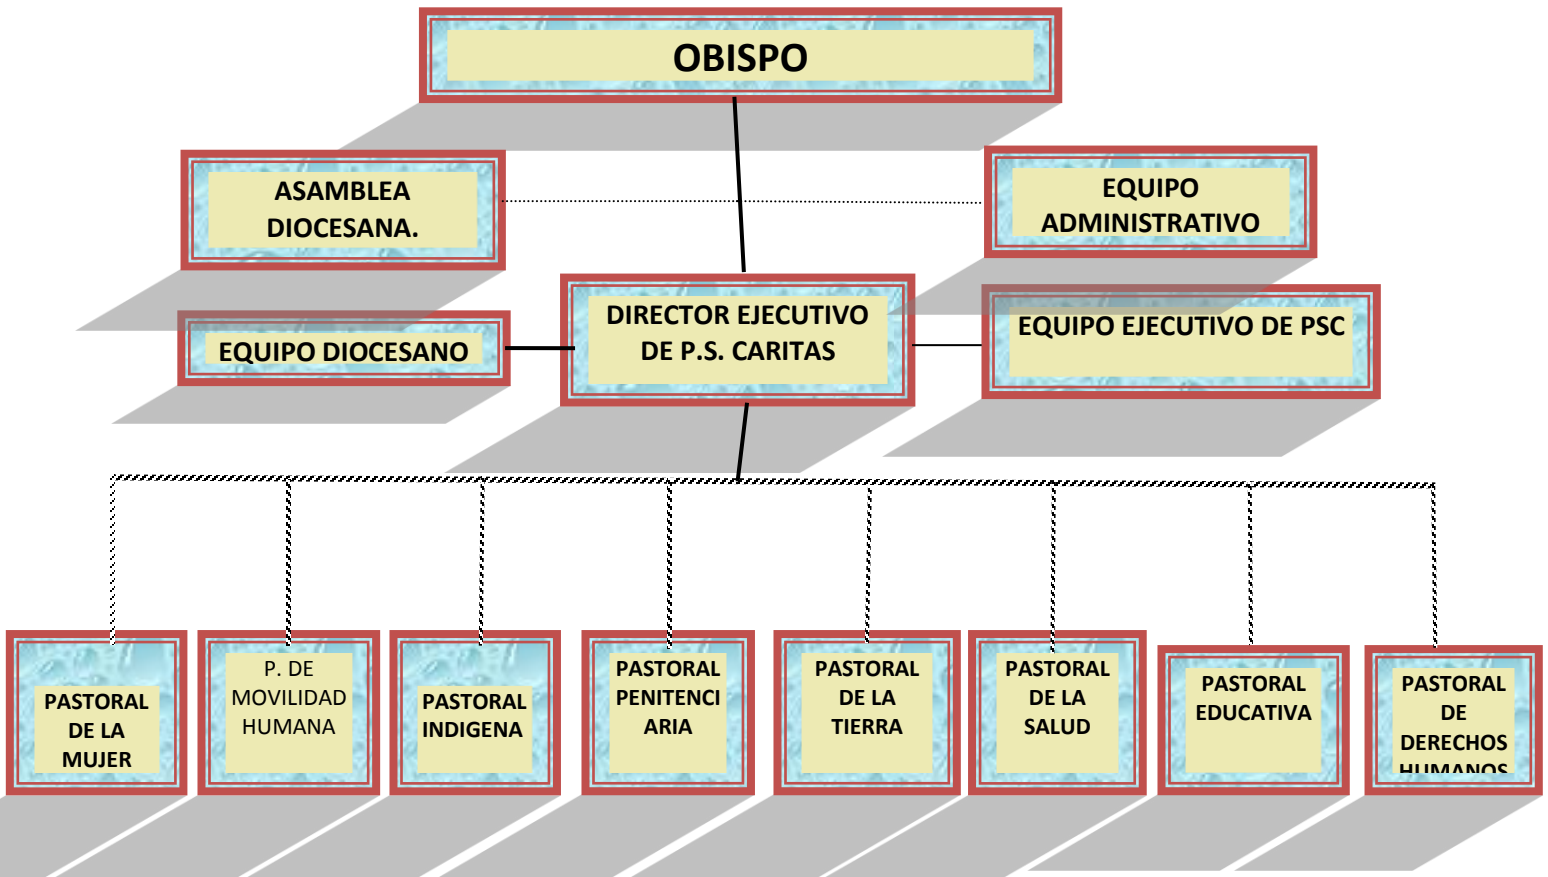 OBISPO
ASAMBLEA
DIOCESANA.
EQUIPO
ADMINISTRATIVO
EQUIPO DIOCESANO
DIRECTOR EJECUTIVO
DE P.S. CARITAS
EQUIPO EJECUTIVO DE PSC
PASTORAL
DE LA
MUJER
P. DE
MOVILIDAD
HUMANA
PASTORAL
INDIGENA
PASTORAL
PENITENCI
ARIA
PASTORAL
DE LA
TIERRA
PASTORAL
DE LA
SALUD
PASTORAL
EDUCATIVA
PASTORAL
DE
DERECHOS
HUMANOS